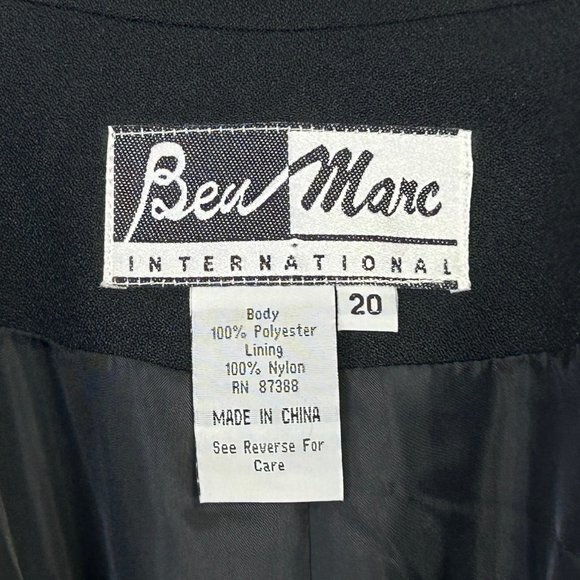 Ben Marc
INTERNATIONAL
20
Body
100% Polyester
Lining
100% Nylon
RN 87388
MADE IN CHINA
See Reverse For
Care